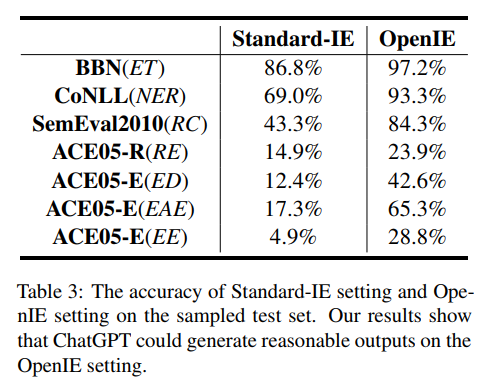 Standard-IE OpenIE
BBN(ET) 86.8% 97.2%
CoNLL(NER) 69.0% 93.3%
SemEval2010(RC) 43.3% 84.3%
ACE05-R(RE) 14.9% 23.9%
ACE05-E(ED) 12.4% 42.6%
ACE05-E(EAE) 17.3% 65.3%
ACE05-E(EE) 4.9% 28.8%
Table 3: The accuracy of Standard-IE setting and Ope-
nIE setting on the sampled test set. Our results show
that ChatGPT could generate reasonable outputs on the
OpenIE setting.